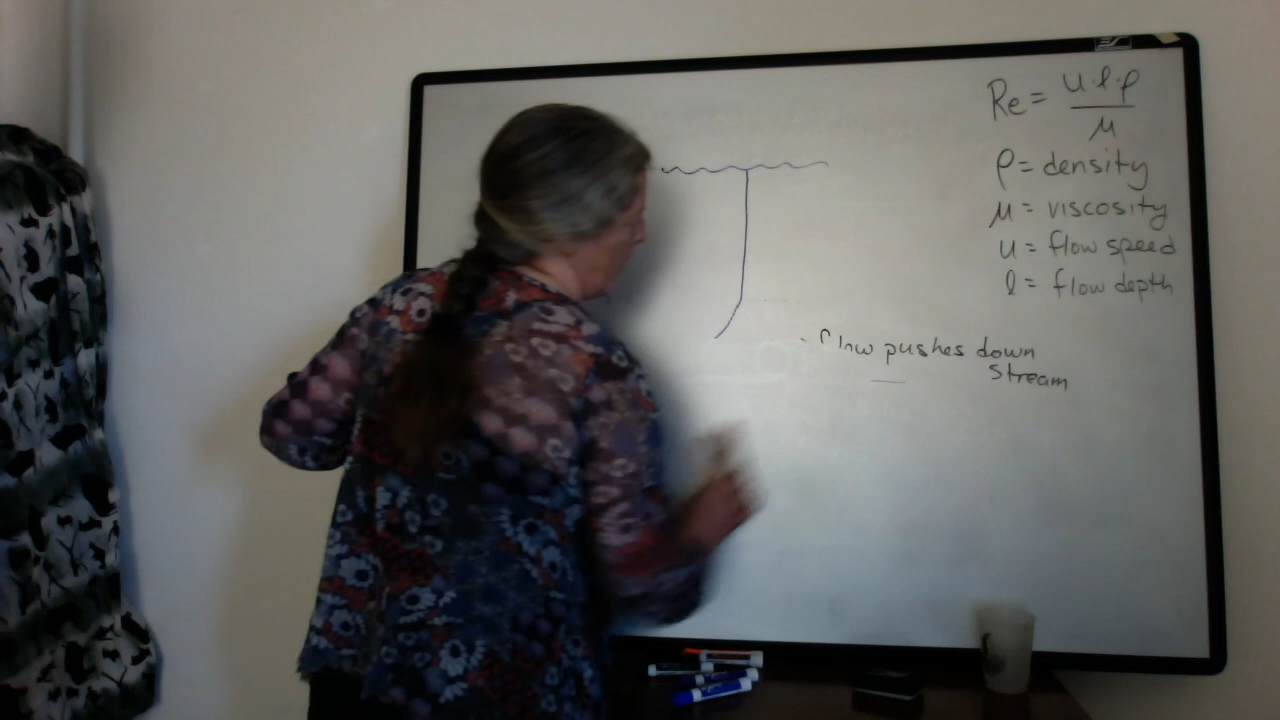 Re = u·l·ρ / μ
ρ = density
μ = viscosity
u = flow speed
l = flow depth
- flow pushes down
stream